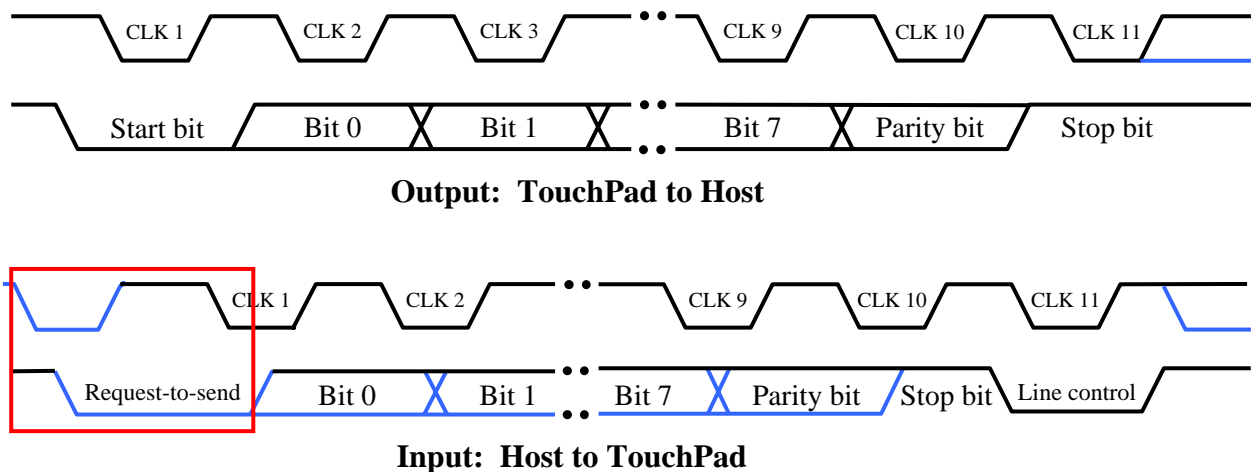 CLK 1 CLK 2 CLK 3 CLK 9 CLK 10 CLK 11
Start bit Bit 0 Bit 1 Bit 7 Parity bit Stop bit
Output: TouchPad to Host
CLK 1 CLK 2 CLK 9 CLK 10 CLK 11
Request-to-send Bit 0 Bit 1 Bit 7 Parity bit Stop bit Line control
Input: Host to TouchPad